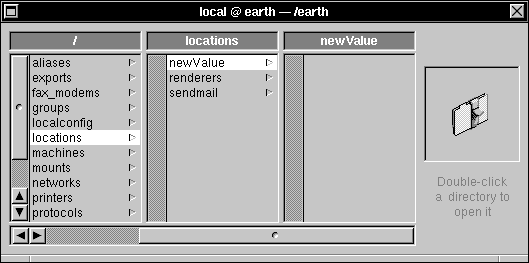 local @ earth — /earth
/
locations
newValue
aliases
exports
fax_modems
groups
localconfig
locations
machines
mounts
networks
printers
protocols
newValue
renderers
sendmail
Double-click
a directory to
open it